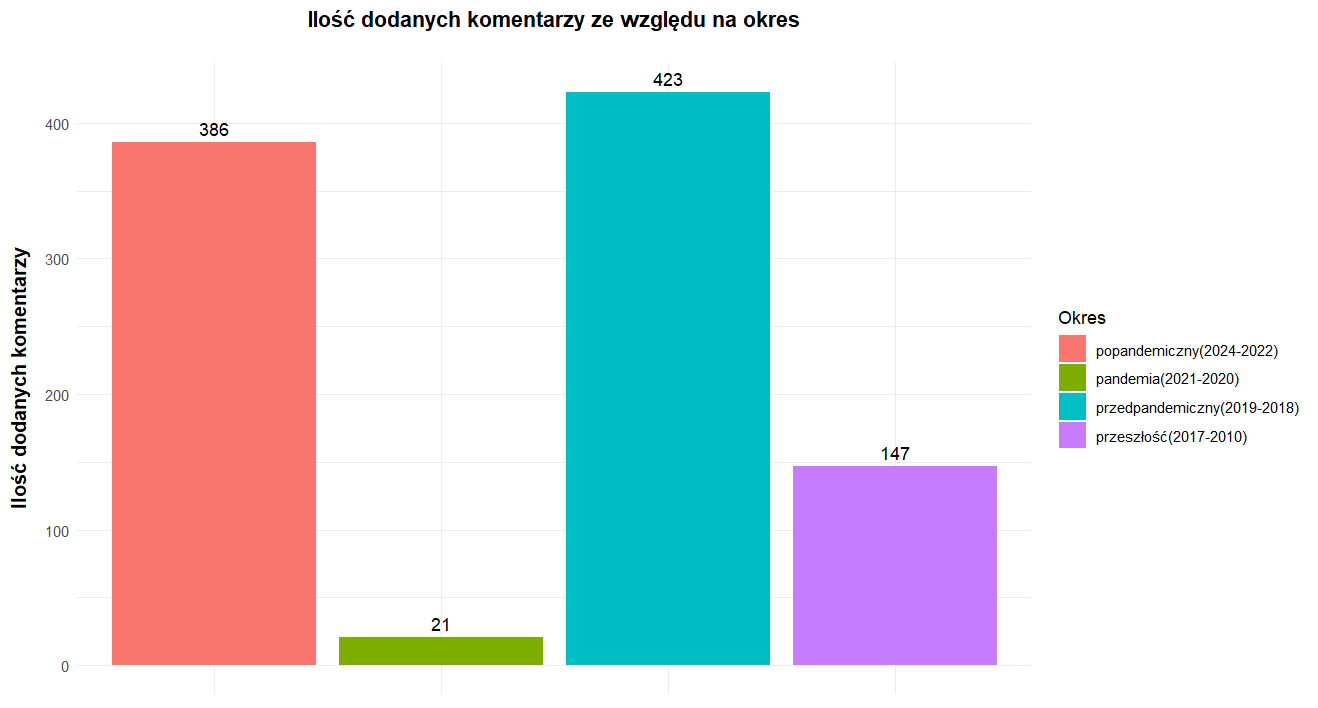 Ilość dodanych komentarzy ze względu na okres
Ilość dodanych komentarzy
400
300
200
100
0
386
21
423
147
Okres
popandemiczny(2024-2022)
pandemia(2021-2020)
przedpandemiczny(2019-2018)
przeszłość(2017-2010)